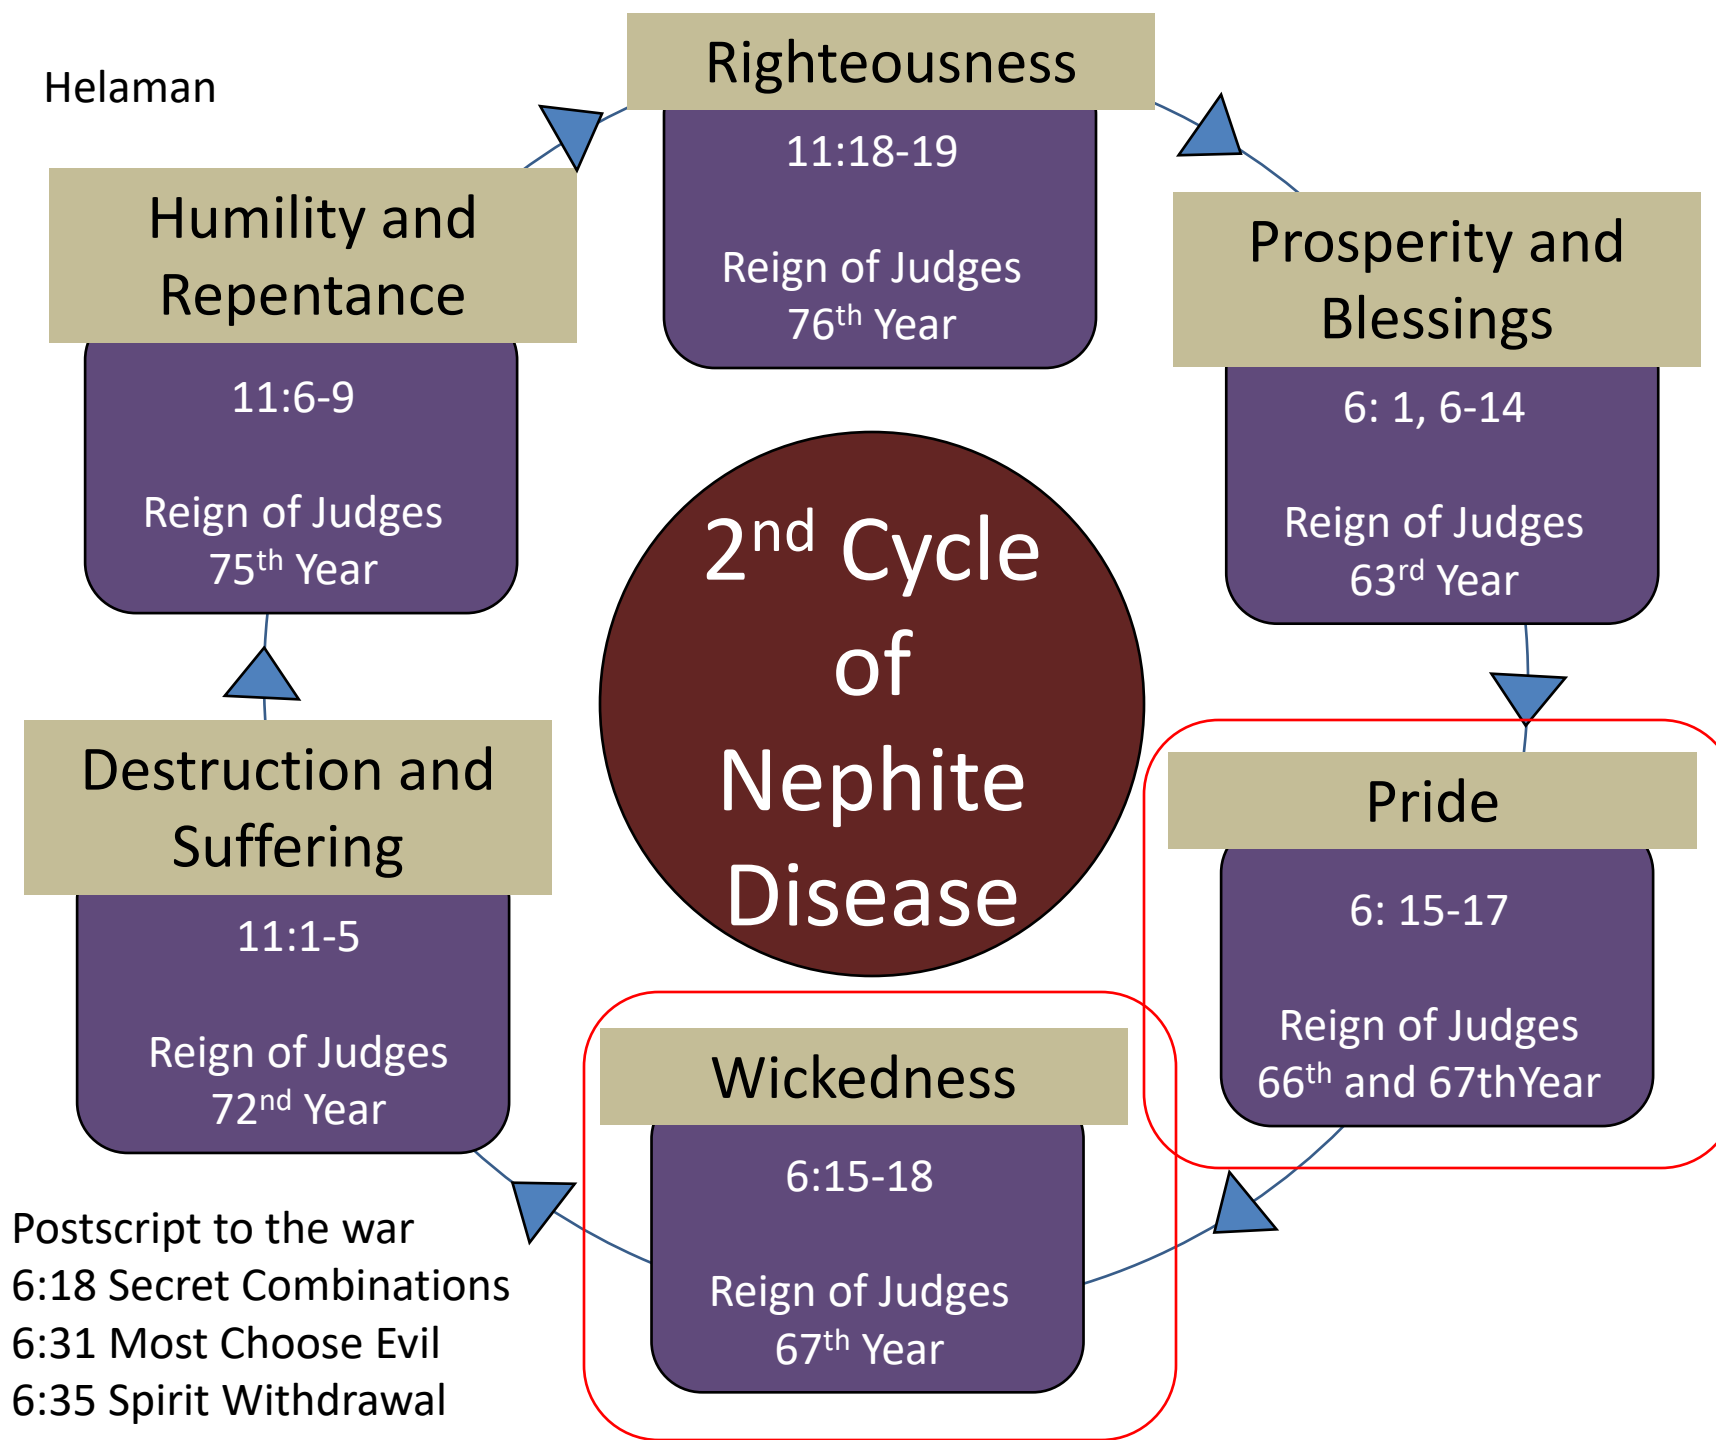 Helaman
Righteousness
11:18-19
Reign of Judges
76th Year
Prosperity and
Blessings
6: 1, 6-14
Reign of Judges
63rd Year
Pride
6: 15-17
Reign of Judges
66th and 67thYear
Wickedness
6:15-18
Reign of Judges
67th Year
Destruction and
Suffering
11:1-5
Reign of Judges
72nd Year
Humility and
Repentance
11:6-9
Reign of Judges
75th Year
2nd Cycle
of
Nephite
Disease
Postscript to the war
6:18 Secret Combinations
6:31 Most Choose Evil
6:35 Spirit Withdrawal